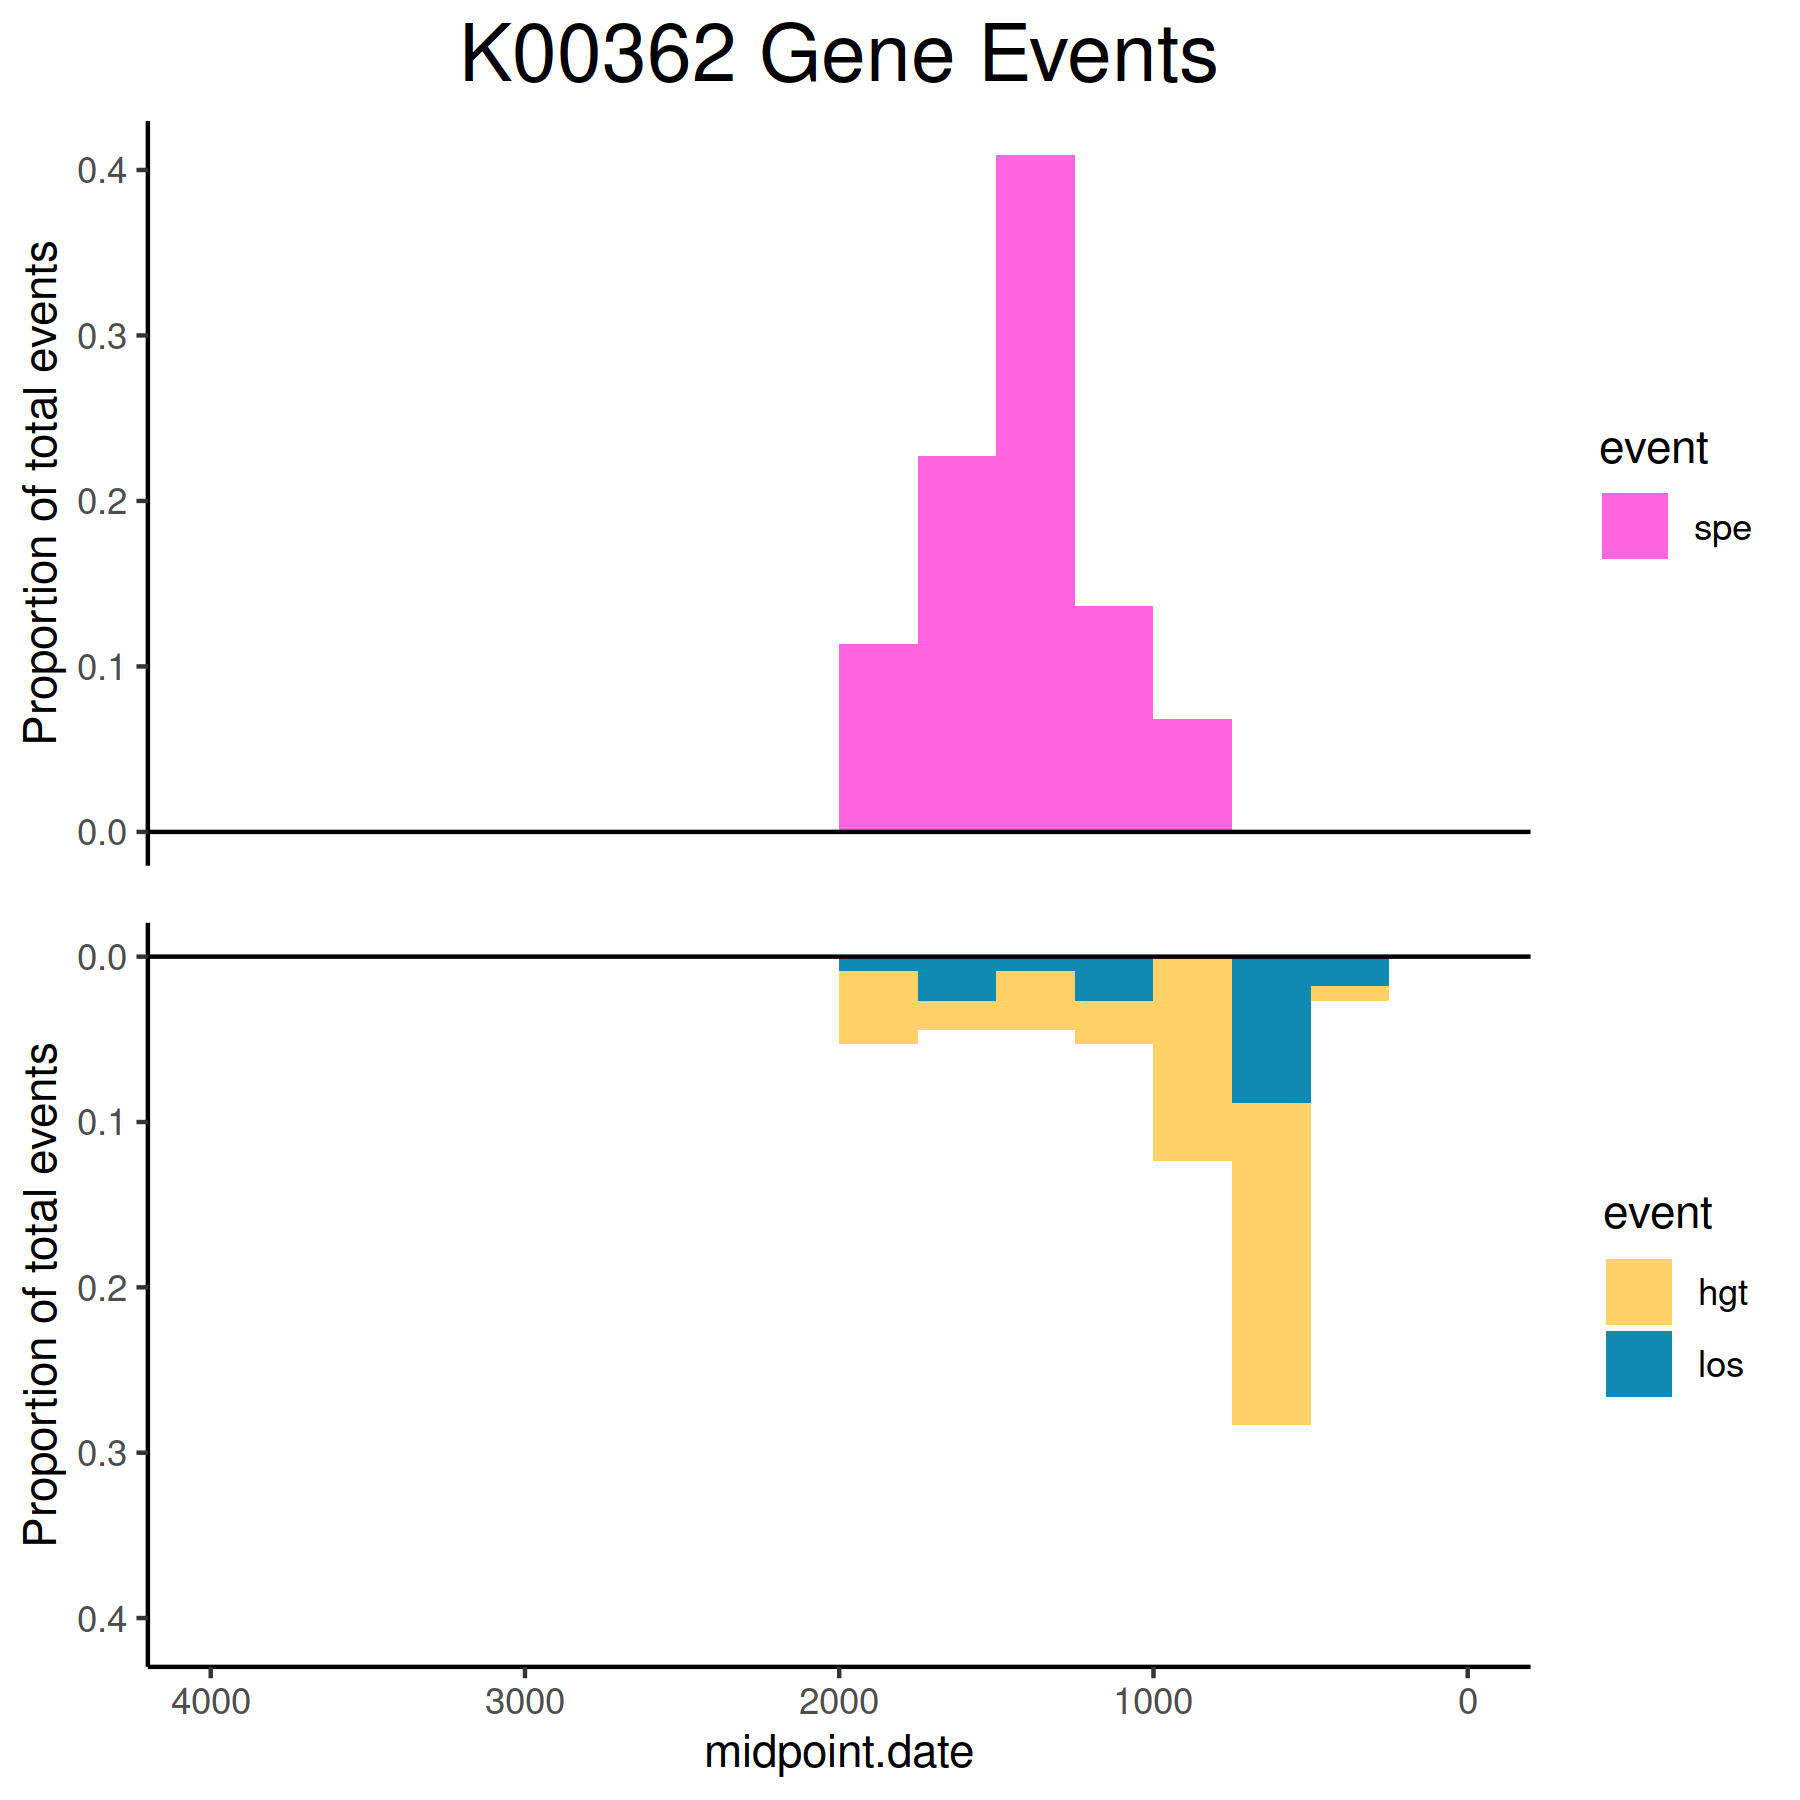 K00362 Gene Events
Proportion of total events
0.4
0.3
0.2
0.1
0.0
event
spe
Proportion of total events
0.0
0.1
0.2
0.3
0.4
event
hgt
los
4000 3000 2000 1000 0
midpoint.date